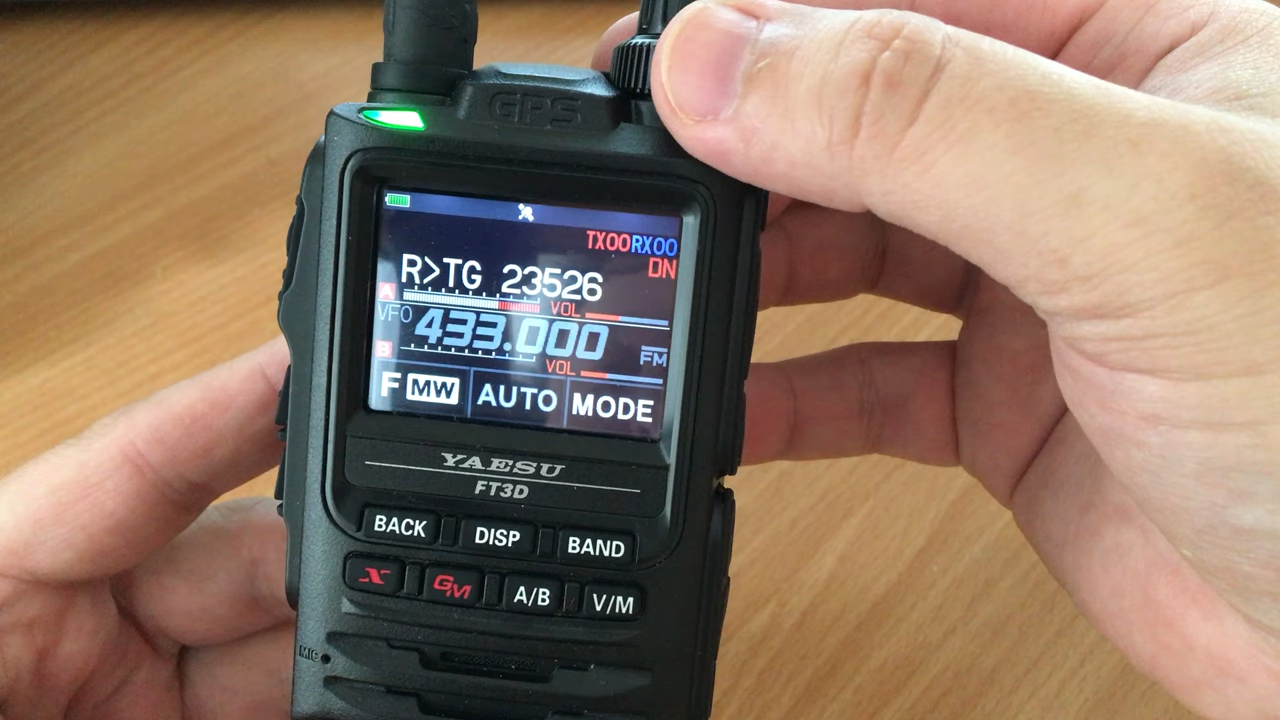 GPS
TX00RX00
DN
R>TG 23526
A
VOL
VFO
433.000
B
FM
VOL
F MW AUTO MODE
YAESU
FT3D
BACK DISP BAND
X GM A/B V/M
MIC